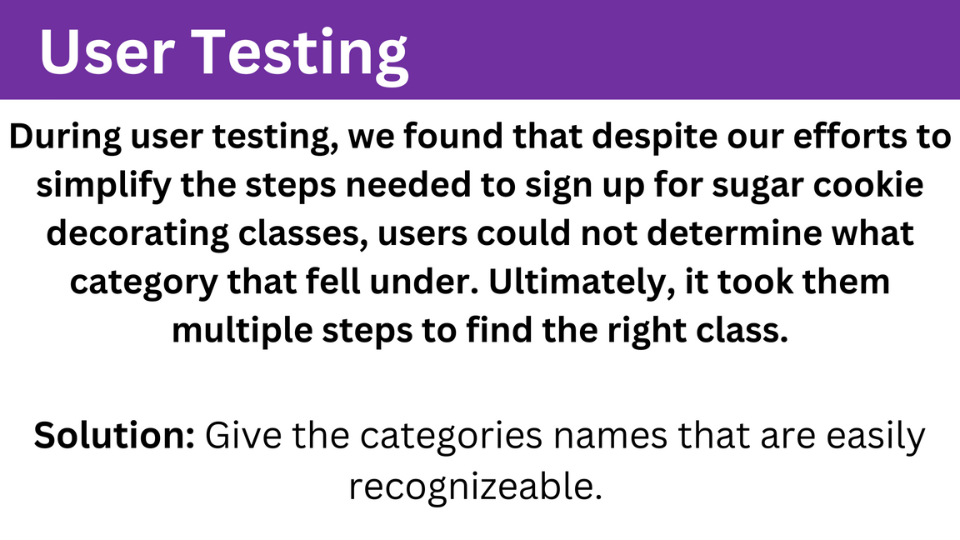 User Testing
During user testing, we found that despite our efforts to
simplify the steps needed to sign up for sugar cookie
decorating classes, users could not determine what
category that fell under. Ultimately, it took them
multiple steps to find the right class.
Solution: Give the categories names that are easily
recognizeable.